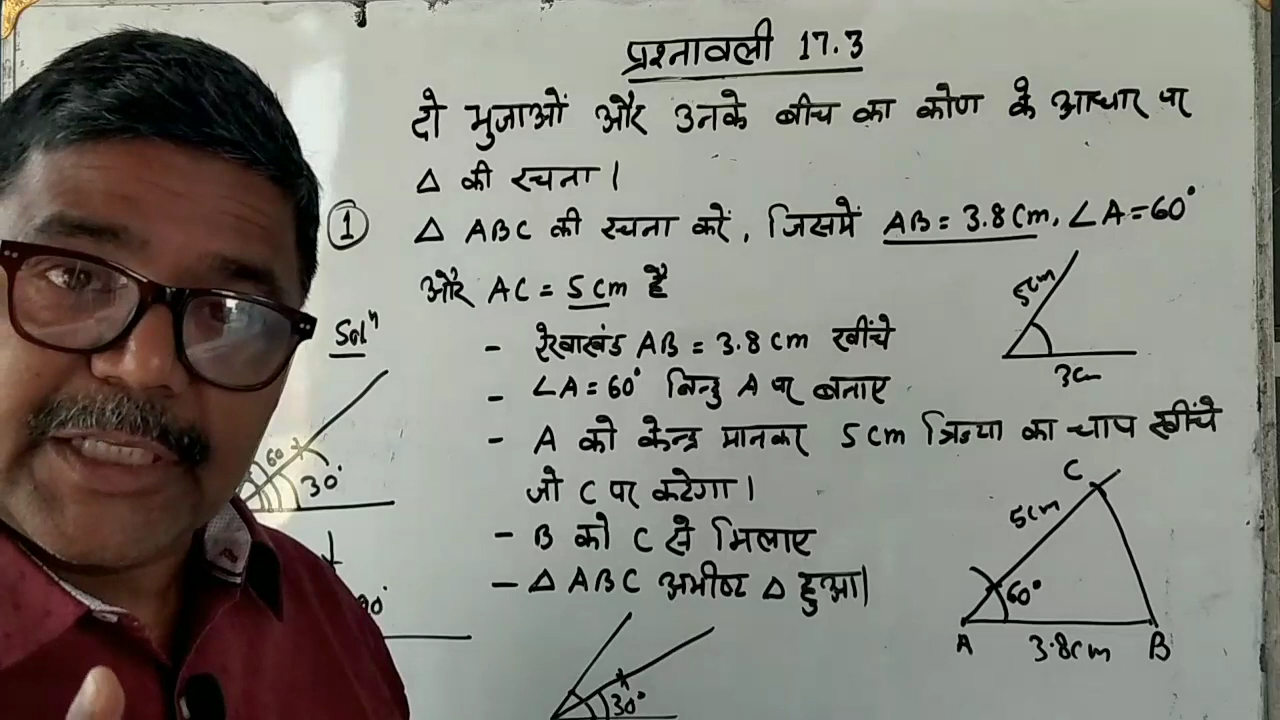 प्रश्नावली 17.3
दो भुजाओं और उनके बीच का कोण के आधार पर
△ की रचना।
① △ ABC की रचना करें, जिसमें AB = 3.8 Cm, ∠A = 60°
और AC = 5 Cm है
Solⁿ
- रेखाखंड AB = 3.8 cm खींचे
- ∠A = 60° बिन्दु A पर बनाए
- A को केन्द्र मानकर 5 cm त्रिज्या का चाप खींचे
जो C पर कटेगा।
- B को C से मिलाए
- △ ABC अभीष्ट △ हुआ।
5cm
3cm
C
5cm
60°
A 3.8cm B
60
30°
90°
30°